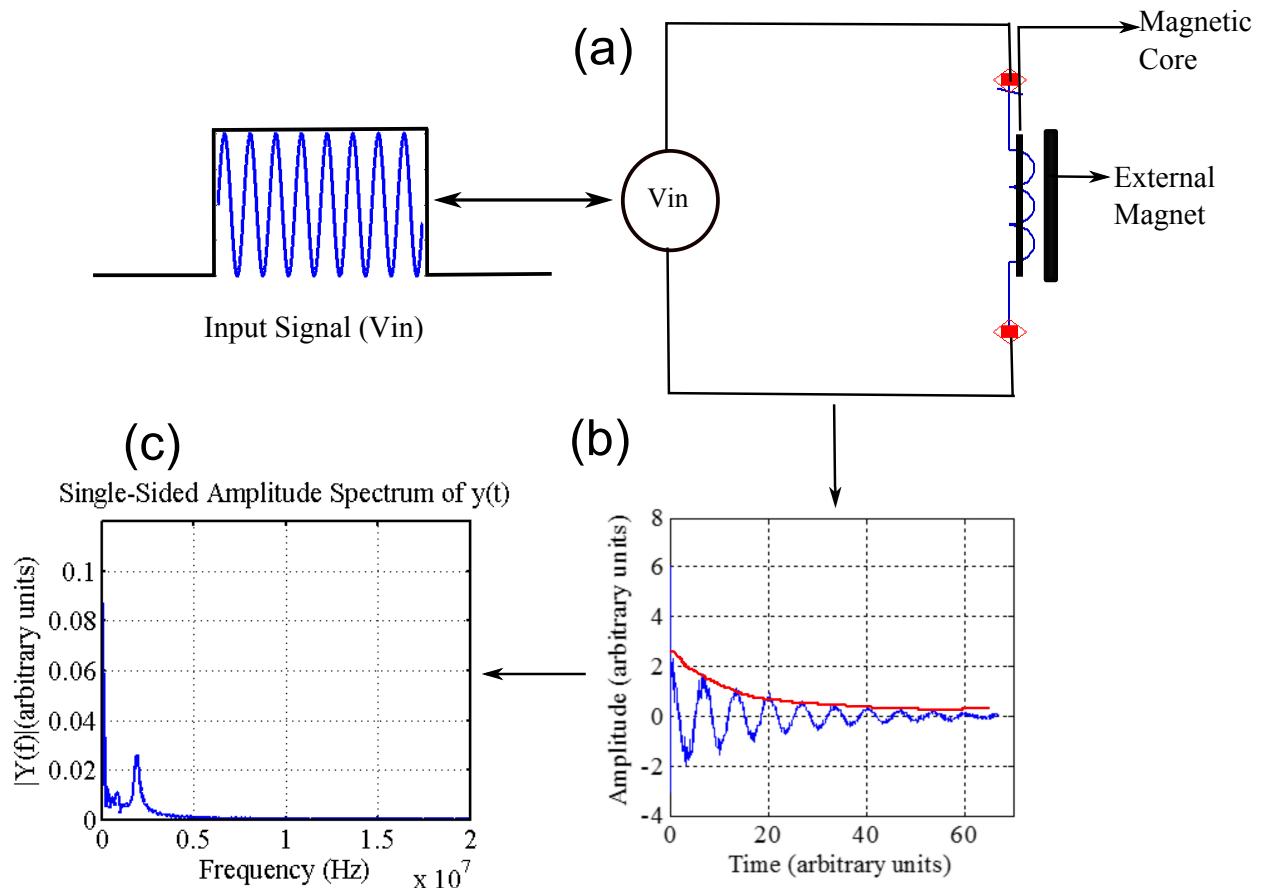 (a)
Magnetic
Core
External
Magnet
Vin
Input Signal (Vin)
(c)
Single-Sided Amplitude Spectrum of y(t)
|Y(f)|(arbitrary units)
0.1
0.08
0.06
0.04
0.02
0
0 0.5 1 1.5 2
Frequency (Hz)
x 10^7
(b)
Amplitude (arbitrary units)
8
6
4
2
0
-2
-4
0 20 40 60
Time (arbitrary units)